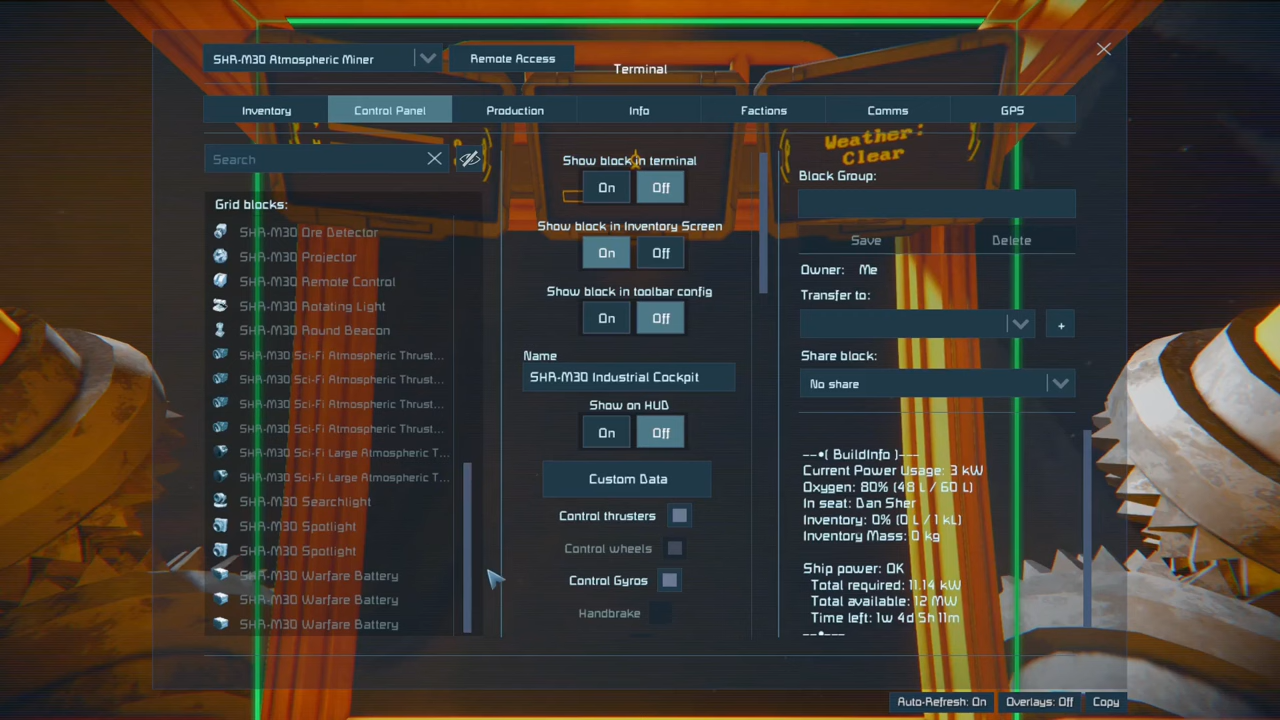 SHR-M30 Atmospheric Miner
Remote Access
Terminal
Inventory
Control Panel
Production
Info
Factions
Comms
GPS
Weather:
Clear
Search
Grid blocks:
SHR-M30 Ore Detector
SHR-M30 Projector
SHR-M30 Remote Control
SHR-M30 Rotating Light
SHR-M30 Round Beacon
SHR-M30 Sci-Fi Atmospheric Thrust...
SHR-M30 Sci-Fi Atmospheric Thrust...
SHR-M30 Sci-Fi Atmospheric Thrust...
SHR-M30 Sci-Fi Atmospheric Thrust...
SHR-M30 Sci-Fi Large Atmospheric T...
SHR-M30 Sci-Fi Large Atmospheric T...
SHR-M30 Searchlight
SHR-M30 Spotlight
SHR-M30 Spotlight
SHR-M30 Warfare Battery
SHR-M30 Warfare Battery
SHR-M30 Warfare Battery
Show block in terminal
On Off
Show block in Inventory Screen
On Off
Show block in toolbar config
On Off
Name
SHR-M30 Industrial Cockpit
Show on HUD
On Off
Custom Data
Control thrusters
Control wheels
Control Gyros
Handbrake
Block Group:
Save Delete
Owner: Me
Transfer to:
+
Share block:
No share
--•( BuildInfo )---
Current Power Usage: 3 kW
Oxygen: 80% (48 L / 60 L)
In seat: Dan Sher
Inventory: 0% (0 L / 1 kL)
Inventory Mass: 0 kg
Ship power: OK
Total required: 11.14 kW
Total available: 12 MW
Time left: 1w 4d 5h 11m
--•---
Auto-Refresh: On
Overlays: Off
Copy